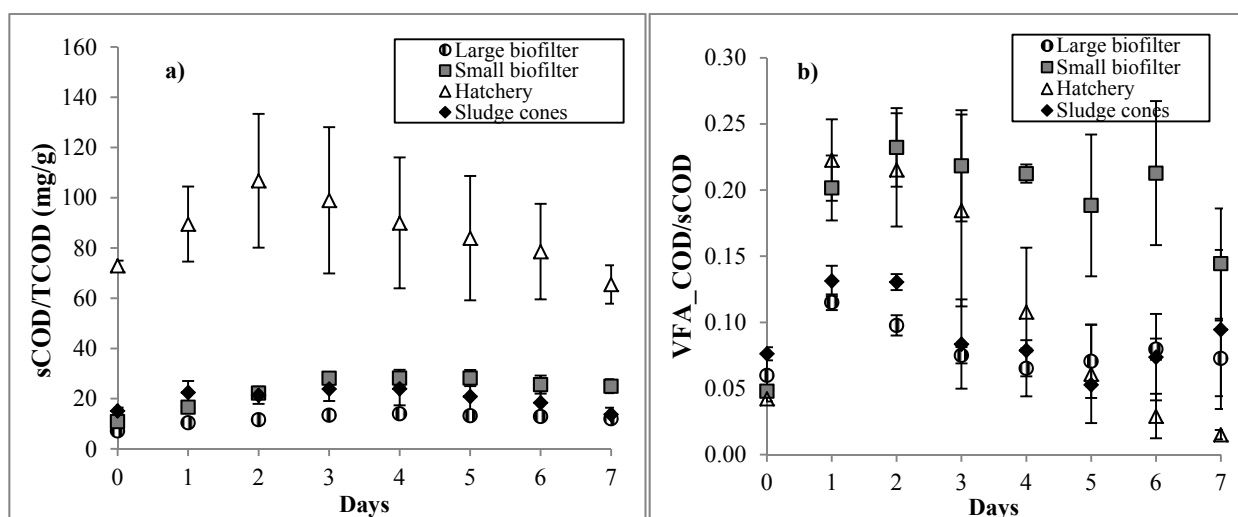 a)
Large biofilter
Small biofilter
Hatchery
Sludge cones
sCOD/TCOD (mg/g)
160
140
120
100
80
60
40
20
0
0 1 2 3 4 5 6 7
Days
b)
Large biofilter
Small biofilter
Hatchery
Sludge cones
VFA_COD/sCOD
0.30
0.25
0.20
0.15
0.10
0.05
0.00
0 1 2 3 4 5 6 7
Days